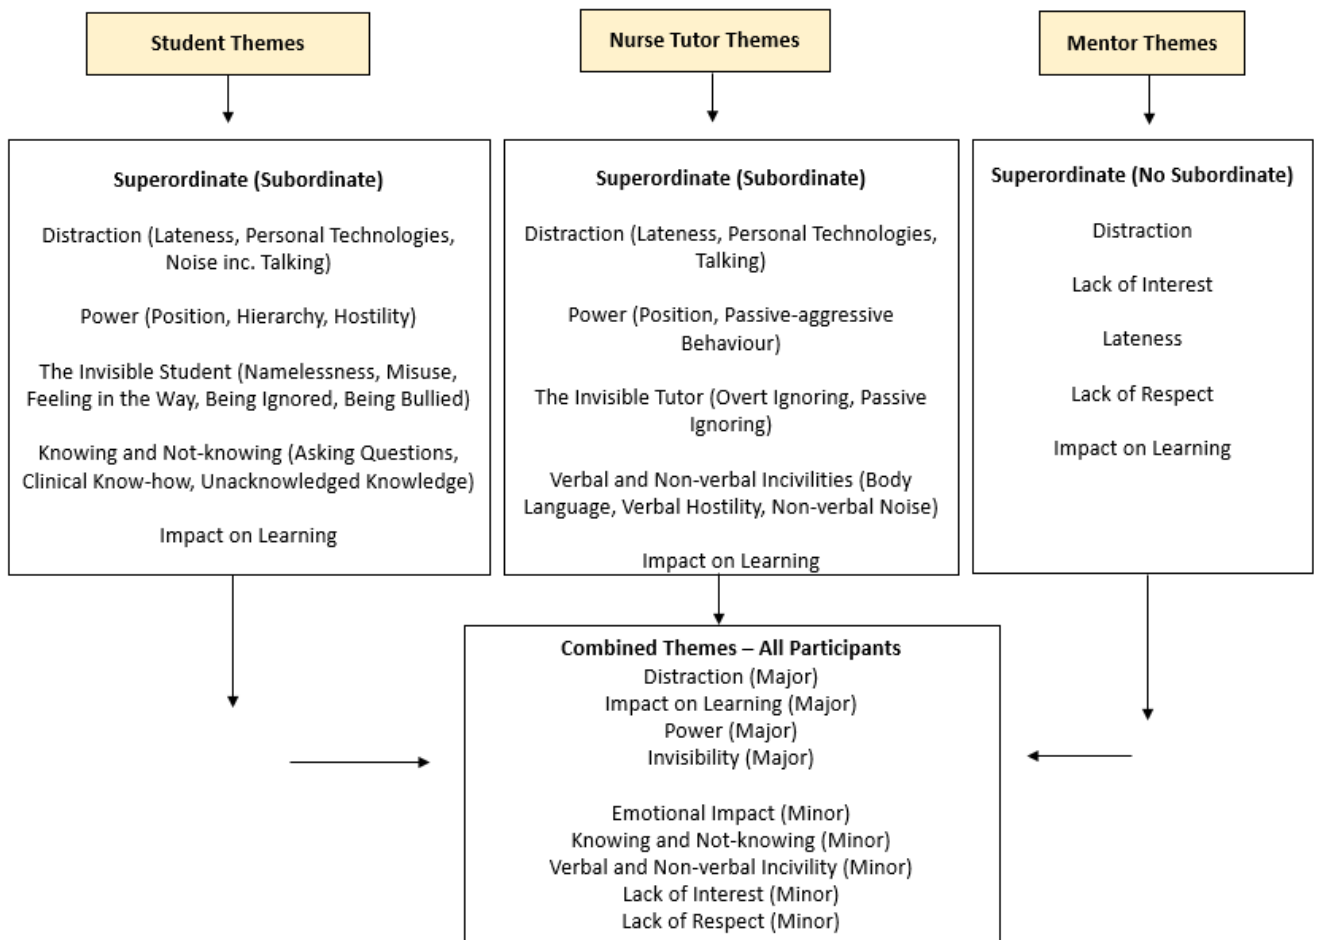 Student Themes
Nurse Tutor Themes
Mentor Themes
Superordinate (Subordinate)
Distraction (Lateness, Personal Technologies,
Noise inc. Talking)
Power (Position, Hierarchy, Hostility)
The Invisible Student (Namelessness, Misuse,
Feeling in the Way, Being Ignored, Being Bullied)
Knowing and Not-knowing (Asking Questions,
Clinical Know-how, Unacknowledged Knowledge)
Impact on Learning
Superordinate (Subordinate)
Distraction (Lateness, Personal Technologies,
Talking)
Power (Position, Passive-aggressive
Behaviour)
The Invisible Tutor (Overt Ignoring, Passive
Ignoring)
Verbal and Non-verbal Incivilities (Body
Language, Verbal Hostility, Non-verbal Noise)
Impact on Learning
Superordinate (No Subordinate)
Distraction
Lack of Interest
Lateness
Lack of Respect
Impact on Learning
Combined Themes – All Participants
Distraction (Major)
Impact on Learning (Major)
Power (Major)
Invisibility (Major)
Emotional Impact (Minor)
Knowing and Not-knowing (Minor)
Verbal and Non-verbal Incivility (Minor)
Lack of Interest (Minor)
Lack of Respect (Minor)